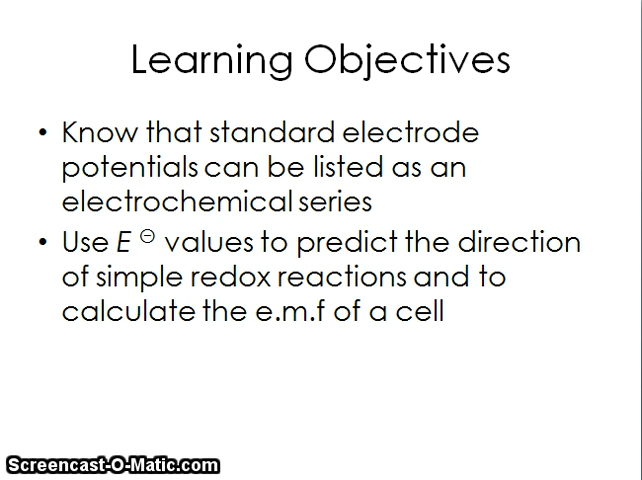 Learning Objectives
• Know that standard electrode
potentials can be listed as an
electrochemical series
• Use E ⊖ values to predict the direction
of simple redox reactions and to
calculate the e.m.f of a cell
Screencast-O-Matic.com